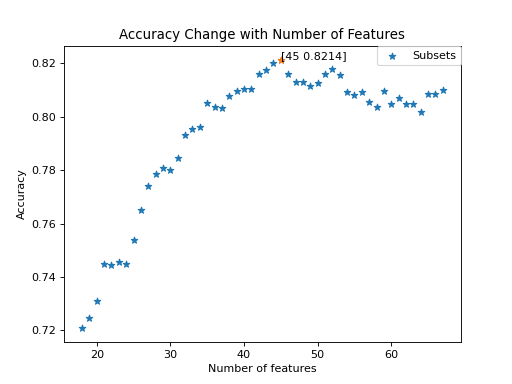 Accuracy Change with Number of Features
[45 0.8214]
Subsets
0.82
0.80
0.78
0.76
0.74
0.72
Accuracy
20 30 40 50 60
Number of features